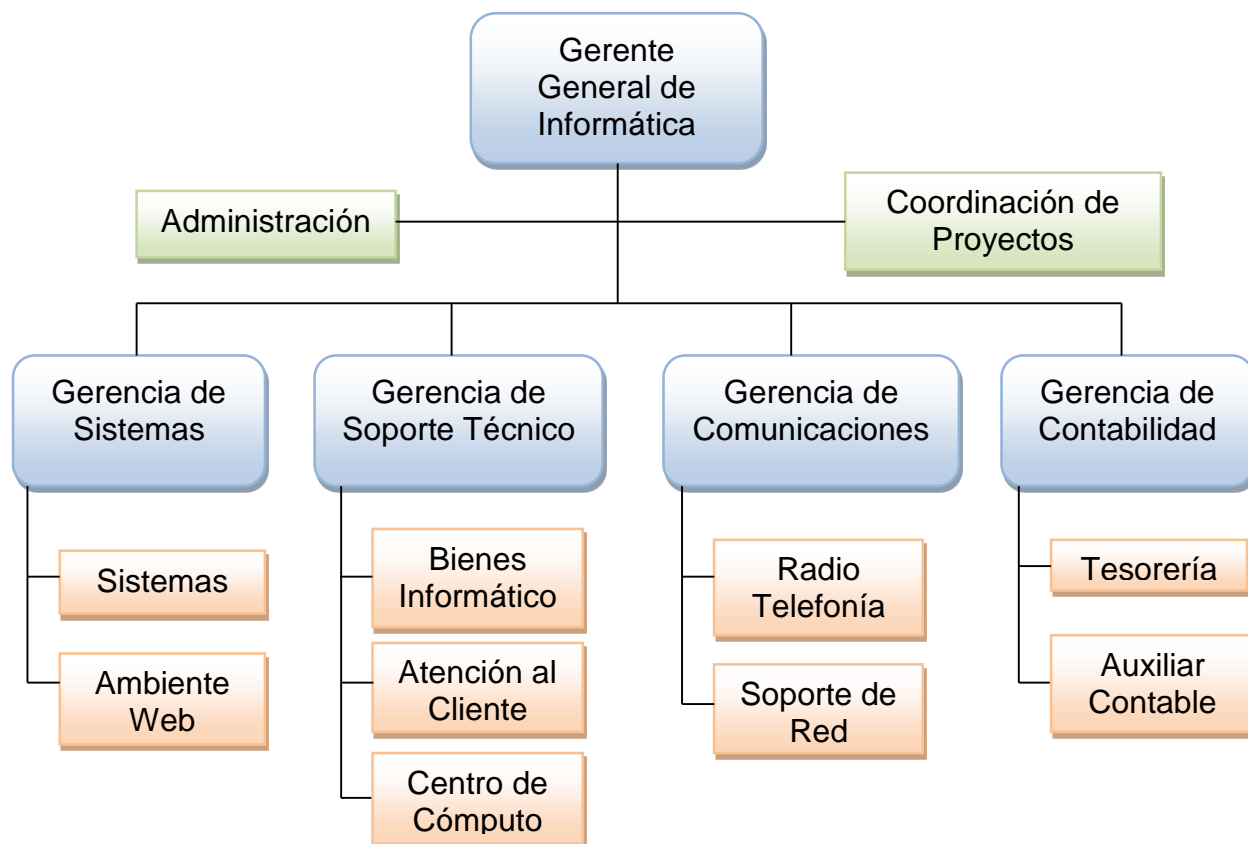 Gerente
General de
Informática
Administración
Coordinación de
Proyectos
Gerencia de
Sistemas
Gerencia de
Soporte Técnico
Gerencia de
Comunicaciones
Gerencia de
Contabilidad
Sistemas
Ambiente
Web
Bienes
Informático
Atención al
Cliente
Centro de
Cómputo
Radio
Telefonía
Soporte de
Red
Tesorería
Auxiliar
Contable